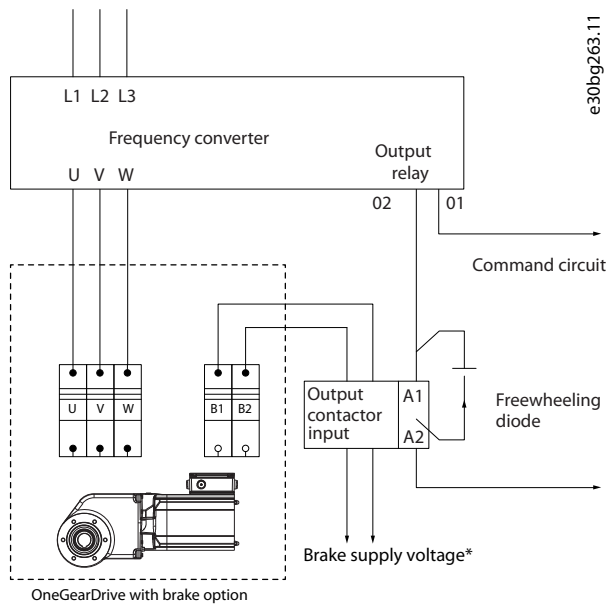 e30bg263.11
L1 L2 L3
Frequency converter
Output
relay
U V W
02 01
Command circuit
U V W B1 B2
Output
contactor
input
A1
A2
Freewheeling
diode
Brake supply voltage*
OneGearDrive with brake option